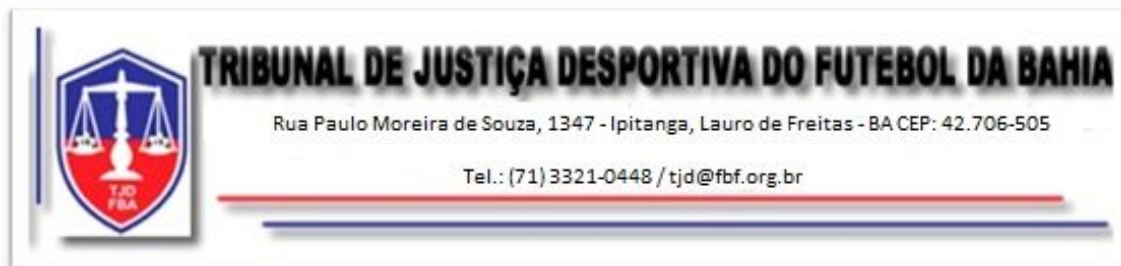 TRIBUNAL DE JUSTIÇA DESPORTIVA DO FUTEBOL DA BAHIA
Rua Paulo Moreira de Souza, 1347 - Ipitanga, Lauro de Freitas - BA CEP: 42.706-505
Tel.: (71) 3321-0448 / tjd@fbf.org.br
TJD
FBA